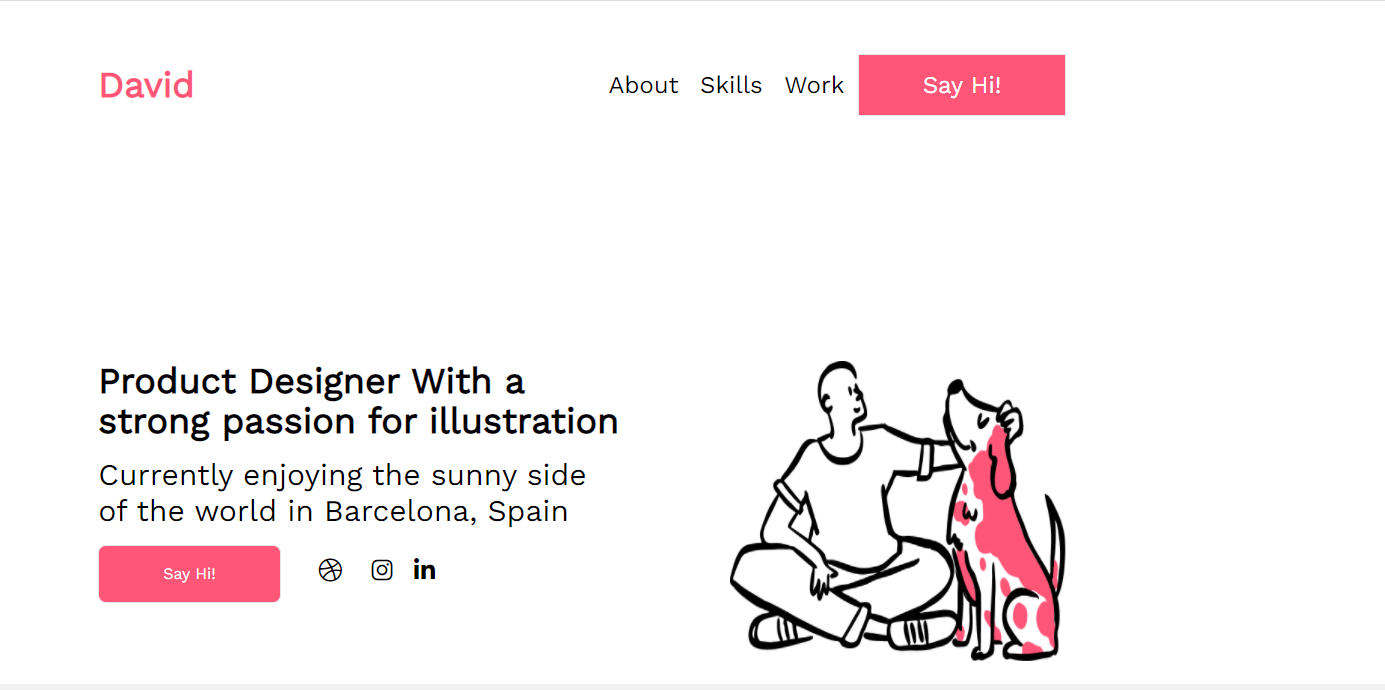 David
About Skills Work Say Hi!
Product Designer With a
strong passion for illustration
Currently enjoying the sunny side
of the world in Barcelona, Spain
Say Hi!
in